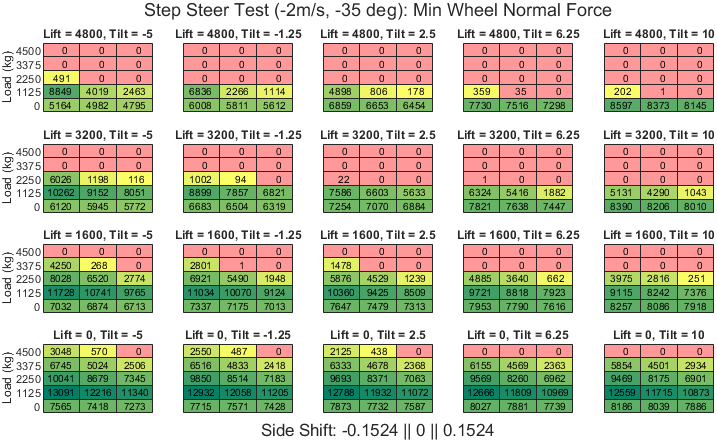 Step Steer Test (-2m/s, -35 deg): Min Wheel Normal Force
Lift = 4800, Tilt = -5 Lift = 4800, Tilt = -1.25 Lift = 4800, Tilt = 2.5 Lift = 4800, Tilt = 6.25 Lift = 4800, Tilt = 10
Load (kg)
4500 0 0 0 0 0 0 0 0 0 0 0 0 0 0 0
3375 0 0 0 0 0 0 0 0 0 0 0 0 0 0 0
2250 491 0 0 0 0 0 0 0 0 0 0 0 0 0 0
1125 8849 4019 2463 6836 2266 1114 4898 806 178 359 35 0 202 1 0
0 5164 4982 4795 6008 5811 5612 6859 6653 6454 7730 7516 7298 8597 8373 8145
Lift = 3200, Tilt = -5 Lift = 3200, Tilt = -1.25 Lift = 3200, Tilt = 2.5 Lift = 3200, Tilt = 6.25 Lift = 3200, Tilt = 10
Load (kg)
4500 0 0 0 0 0 0 0 0 0 0 0 0 0 0 0
3375 0 0 0 0 0 0 0 0 0 0 0 0 0 0 0
2250 6026 1198 116 1002 94 0 22 0 0 1 0 0 0 0 0
1125 10262 9152 8051 8899 7857 6821 7586 6603 5633 6324 5416 1882 5131 4290 1043
0 6120 5945 5772 6683 6504 6319 7254 7070 6884 7821 7638 7447 8390 8206 8010
Lift = 1600, Tilt = -5 Lift = 1600, Tilt = -1.25 Lift = 1600, Tilt = 2.5 Lift = 1600, Tilt = 6.25 Lift = 1600, Tilt = 10
Load (kg)
4500 0 0 0 0 0 0 0 0 0 0 0 0 0 0 0
3375 4250 268 0 2801 1 0 1478 0 0 0 0 0 0 0 0
2250 8028 6520 2774 6921 5490 1948 5876 4529 1239 4885 3640 662 3975 2816 251
1125 11728 10741 9765 11034 10070 9124 10360 9425 8509 9721 8818 7923 9115 8242 7376
0 7032 6874 6713 7337 7175 7013 7647 7479 7313 7953 7790 7616 8257 8086 7918
Lift = 0, Tilt = -5 Lift = 0, Tilt = -1.25 Lift = 0, Tilt = 2.5 Lift = 0, Tilt = 6.25 Lift = 0, Tilt = 10
Load (kg)
4500 3048 570 0 2550 487 0 2125 438 0 0 0 0 0 0 0
3375 6745 5024 2506 6516 4833 2418 6333 4678 2368 6155 4569 2363 5854 4501 2934
2250 10041 8679 7345 9850 8514 7183 9693 8371 7063 9569 8260 6962 9469 8175 6901
1125 13091 12216 11340 12932 12058 11205 12788 11932 11072 12666 11809 10969 12559 11715 10873
0 7565 7418 7273 7715 7571 7428 7873 7732 7587 8027 7881 7739 8186 8039 7886
Side Shift: -0.1524 || 0 || 0.1524